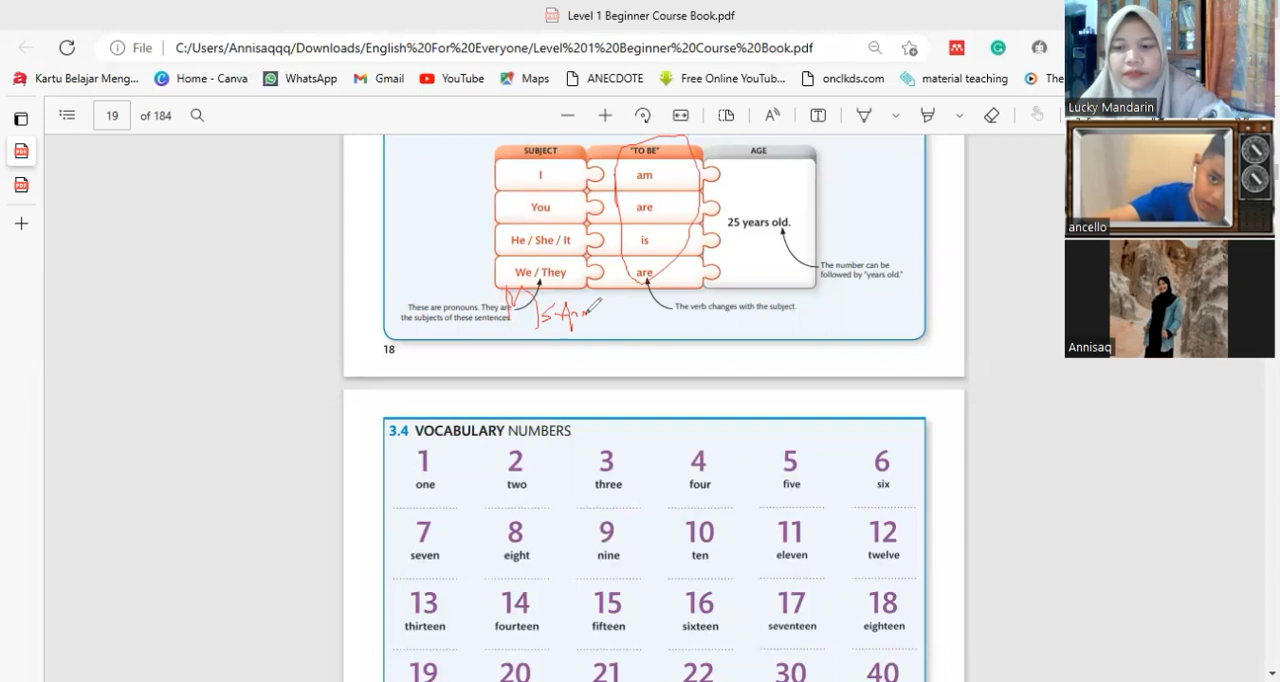 Level 1 Beginner Course Book.pdf
File C:/Users/Annisaqqq/Downloads/English%20For%20Everyone/Level%201%20Beginner%20Course%20Book.pdf
Kartu Belajar Meng... Home - Canva WhatsApp Gmail YouTube Maps ANECDOTE Free Online YouTub... onclkds.com material teaching The
19 of 184
Lucky Mandarin
ancello
Annisaq
SUBJECT "TO BE" AGE
I am
You are
25 years old.
He / She / It is
We / They are
The number can be
followed by "years old."
These are pronouns. They are
the subjects of these sentences.
The verb changes with the subject.
18
3.4 VOCABULARY NUMBERS
1 2 3 4 5 6
one two three four five six
7 8 9 10 11 12
seven eight nine ten eleven twelve
13 14 15 16 17 18
thirteen fourteen fifteen sixteen seventeen eighteen
19 20 21 22 30 40